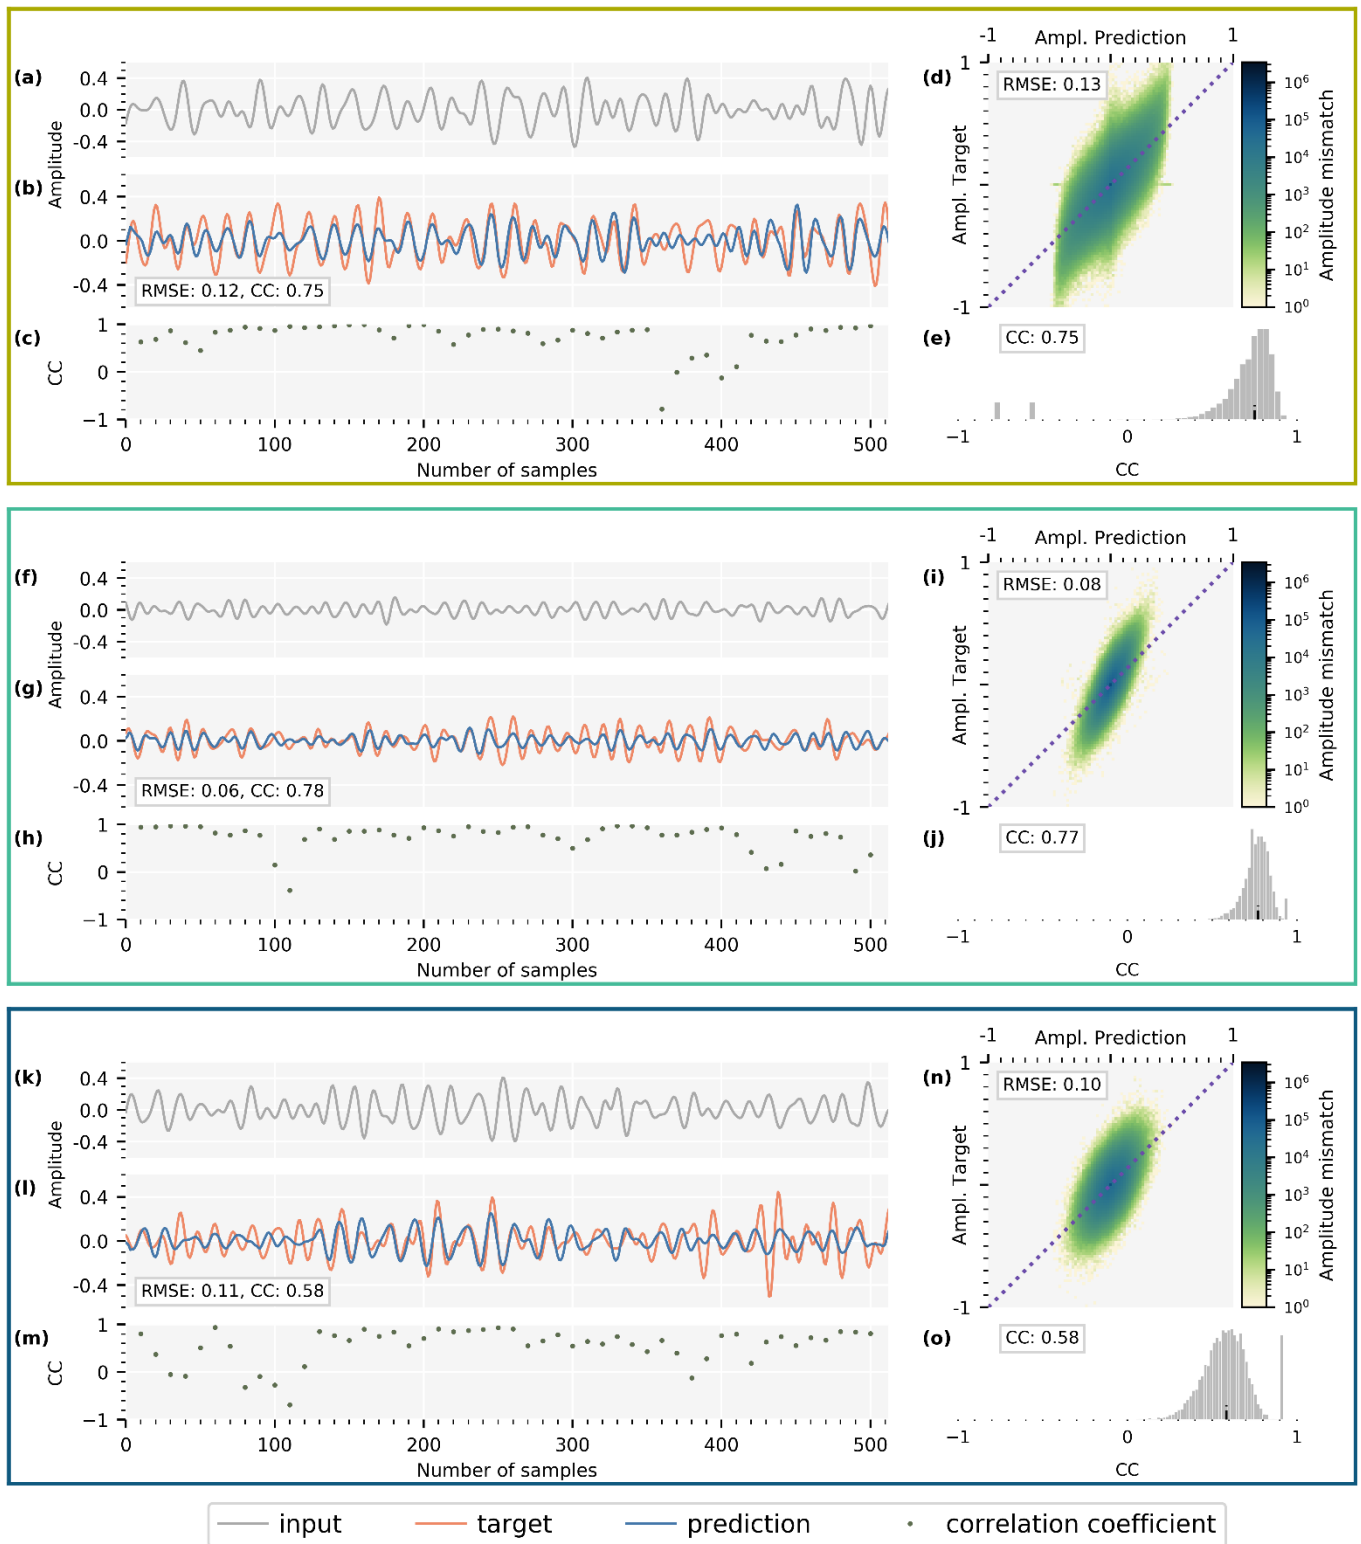 -1 1
Ampl. Prediction
(a) 0.4 0.0 -0.4
(d) 1 RMSE: 0.13
10⁶ 10⁵ 10⁴ 10³ 10² 10¹ 10⁰
Amplitude mismatch
Amplitude
Ampl. Target
(b) 0.4 0.0 -0.4
RMSE: 0.12, CC: 0.75
-1
(c) CC 1 0 −1
(e) CC: 0.75
0 100 200 300 400 500
−1 0 1
Number of samples
CC
-1 1
Ampl. Prediction
(f) 0.4 0.0 -0.4
(i) 1 RMSE: 0.08
10⁶ 10⁵ 10⁴ 10³ 10² 10¹ 10⁰
Amplitude mismatch
Amplitude
Ampl. Target
(g) 0.4 0.0 -0.4
RMSE: 0.06, CC: 0.78
-1
(h) CC 1 0 −1
(j) CC: 0.77
0 100 200 300 400 500
−1 0 1
Number of samples
CC
-1 1
Ampl. Prediction
(k) 0.4 0.0 -0.4
(n) 1 RMSE: 0.10
10⁶ 10⁵ 10⁴ 10³ 10² 10¹ 10⁰
Amplitude mismatch
Amplitude
Ampl. Target
(l) 0.4 0.0 -0.4
RMSE: 0.11, CC: 0.58
-1
(m) CC 1 0 −1
(o) CC: 0.58
0 100 200 300 400 500
−1 0 1
Number of samples
CC
input target prediction correlation coefficient